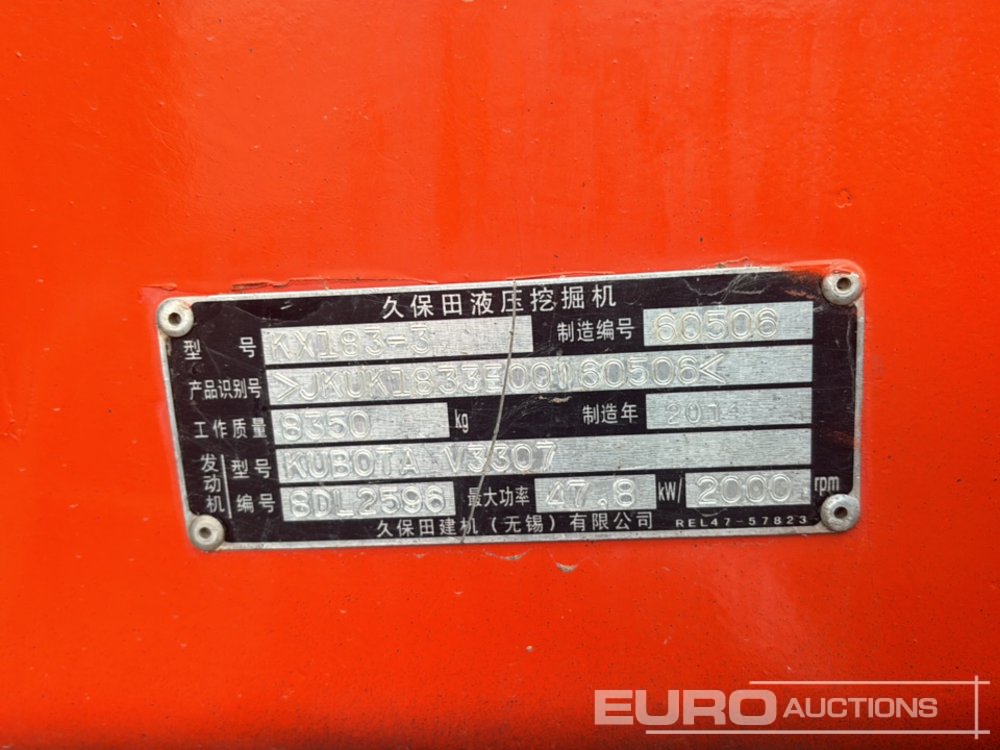 久保田液压挖掘机
型 号 KX183-3 制造编号 60506
产品识别号 >JKUK1833E00W60506<
工作质量 8350 kg 制造年 2014
发动机 型号 KUBOTA V3307
编号 8DL2596 最大功率 47.8 kW/ 2000 rpm
久保田建机(无锡)有限公司 REL47-57823
EURO AUCTIONS